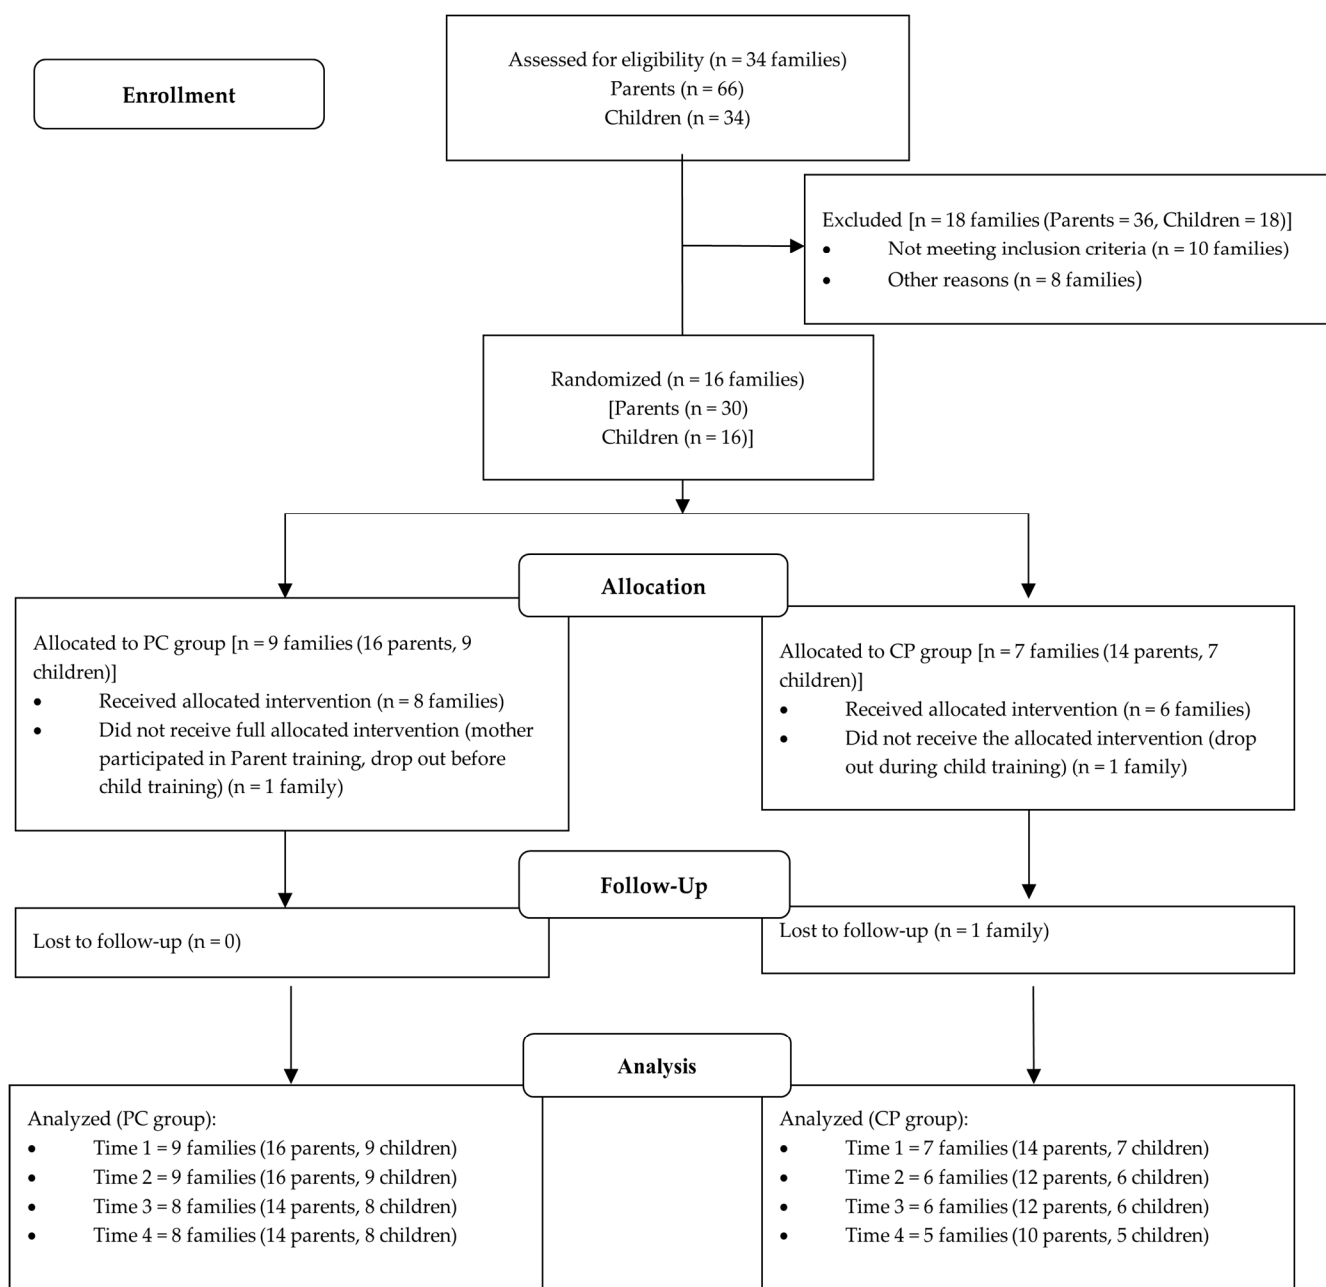 Enrollment
Assessed for eligibility (n = 34 families)
Parents (n = 66)
Children (n = 34)
Excluded [n = 18 families (Parents = 36, Children = 18)]
• Not meeting inclusion criteria (n = 10 families)
• Other reasons (n = 8 families)
Randomized (n = 16 families)
[Parents (n = 30)
Children (n = 16)]
Allocation
Allocated to PC group [n = 9 families (16 parents, 9
children)]
• Received allocated intervention (n = 8 families)
• Did not receive full allocated intervention (mother
participated in Parent training, drop out before
child training) (n = 1 family)
Allocated to CP group [n = 7 families (14 parents, 7
children)]
• Received allocated intervention (n = 6 families)
• Did not receive the allocated intervention (drop
out during child training) (n = 1 family)
Follow-Up
Lost to follow-up (n = 0)
Lost to follow-up (n = 1 family)
Analysis
Analyzed (PC group):
• Time 1 = 9 families (16 parents, 9 children)
• Time 2 = 9 families (16 parents, 9 children)
• Time 3 = 8 families (14 parents, 8 children)
• Time 4 = 8 families (14 parents, 8 children)
Analyzed (CP group):
• Time 1 = 7 families (14 parents, 7 children)
• Time 2 = 6 families (12 parents, 6 children)
• Time 3 = 6 families (12 parents, 6 children)
• Time 4 = 5 families (10 parents, 5 children)